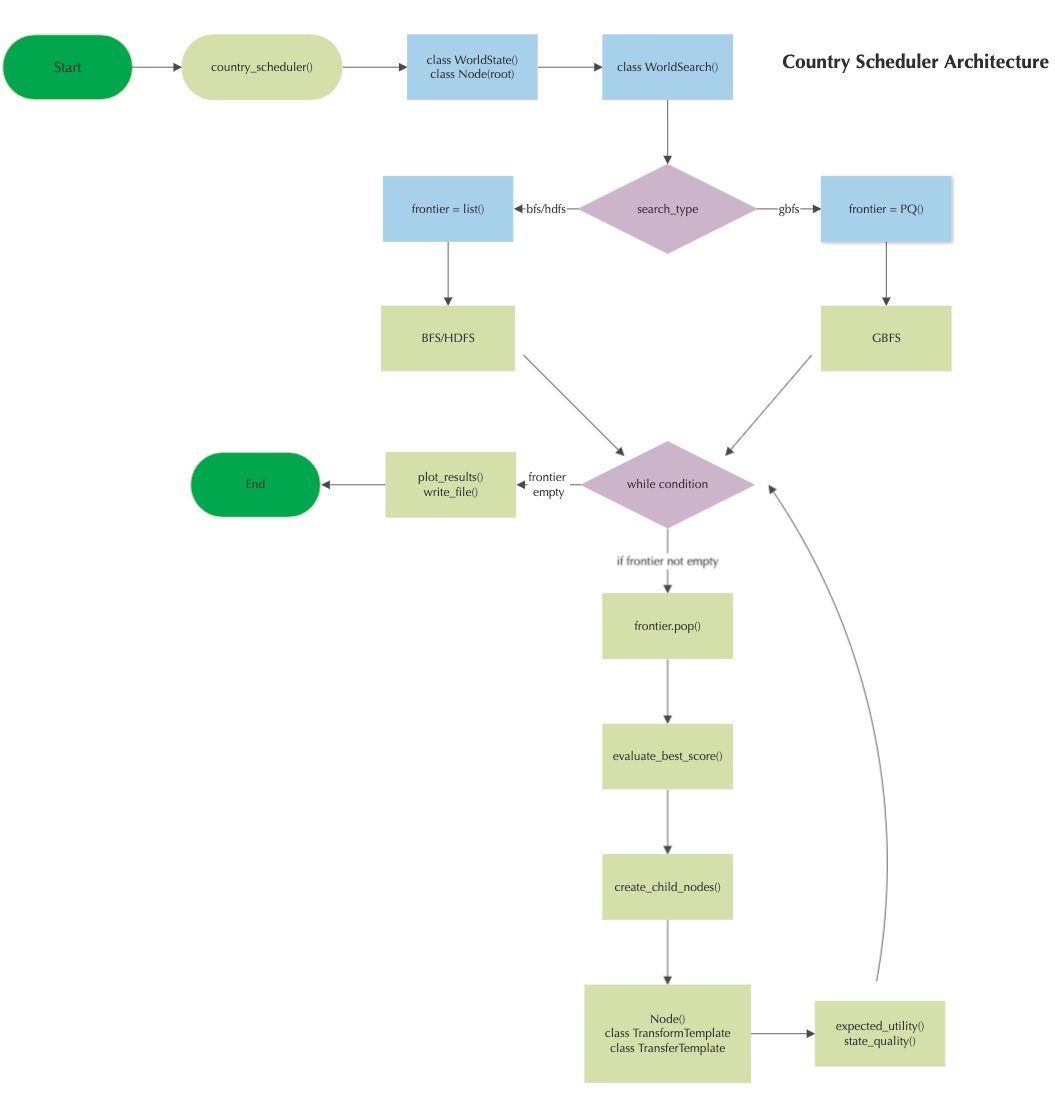 Start
country_scheduler()
class WorldState()
class Node(root)
class WorldSearch()
Country Scheduler Architecture
frontier = list()
bfs/hdfs
search_type
gbfs
frontier = PQ()
BFS/HDFS
GBFS
End
plot_results()
write_file()
frontier
empty
while condition
if frontier not empty
frontier.pop()
evaluate_best_score()
create_child_nodes()
Node()
class TransformTemplate
class TransferTemplate
expected_utility()
state_quality()